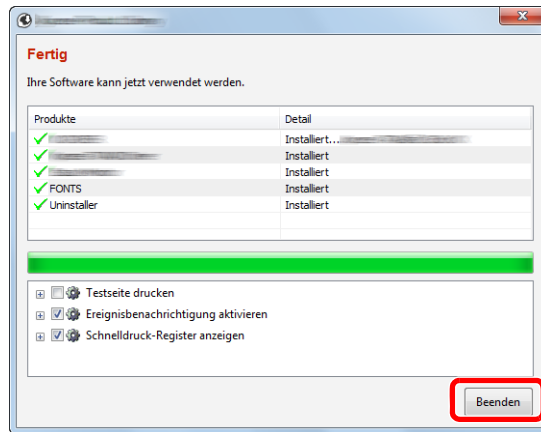 Fertig
Ihre Software kann jetzt verwendet werden.
Produkte Detail
Installiert...
Installiert
Installiert
FONTS Installiert
Uninstaller Installiert
Testseite drucken
Ereignisbenachrichtigung aktivieren
Schnelldruck-Register anzeigen
Beenden